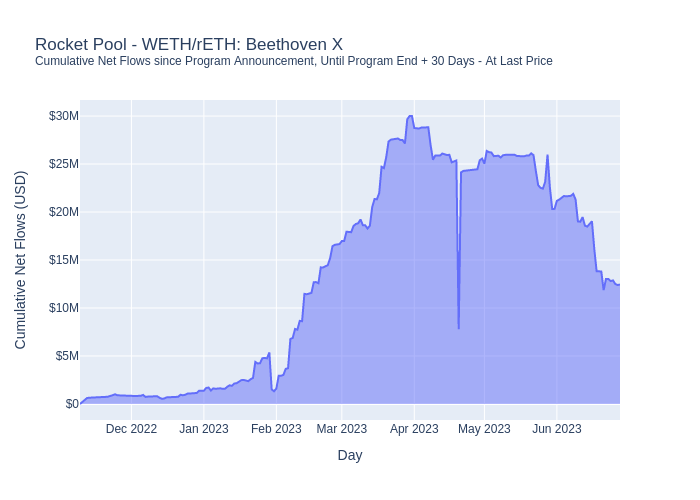 Rocket Pool - WETH/rETH: Beethoven X
Cumulative Net Flows since Program Announcement, Until Program End + 30 Days - At Last Price
Cumulative Net Flows (USD)
$30M
$25M
$20M
$15M
$10M
$5M
$0
Dec 2022 Jan 2023 Feb 2023 Mar 2023 Apr 2023 May 2023 Jun 2023
Day